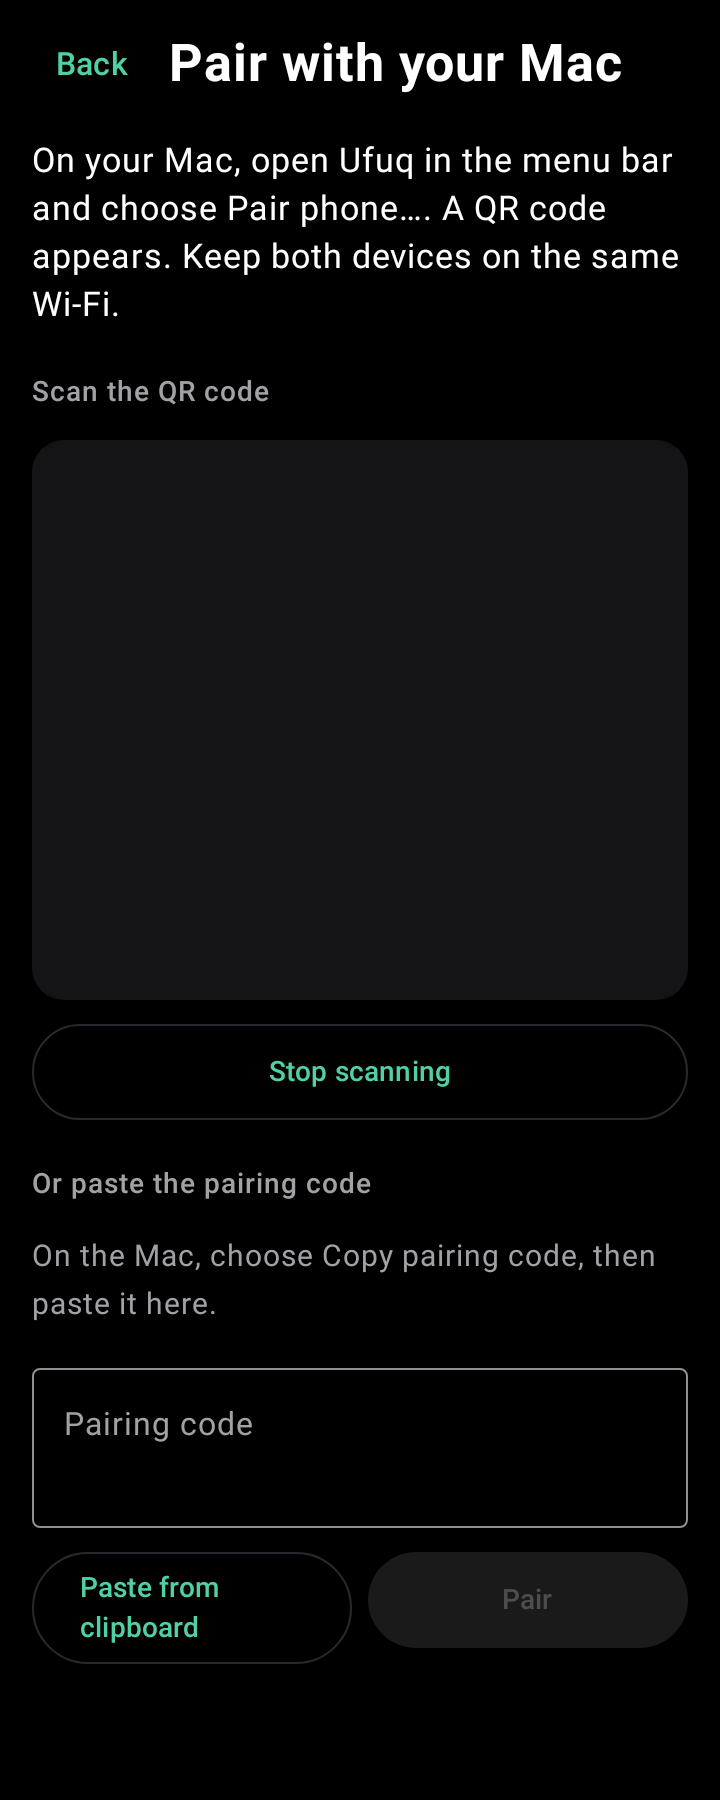 Back
Pair with your Mac
On your Mac, open Ufuq in the menu bar
and choose Pair phone…. A QR code
appears. Keep both devices on the same
Wi-Fi.
Scan the QR code
Stop scanning
Or paste the pairing code
On the Mac, choose Copy pairing code, then
paste it here.
Pairing code
Paste from
clipboard
Pair